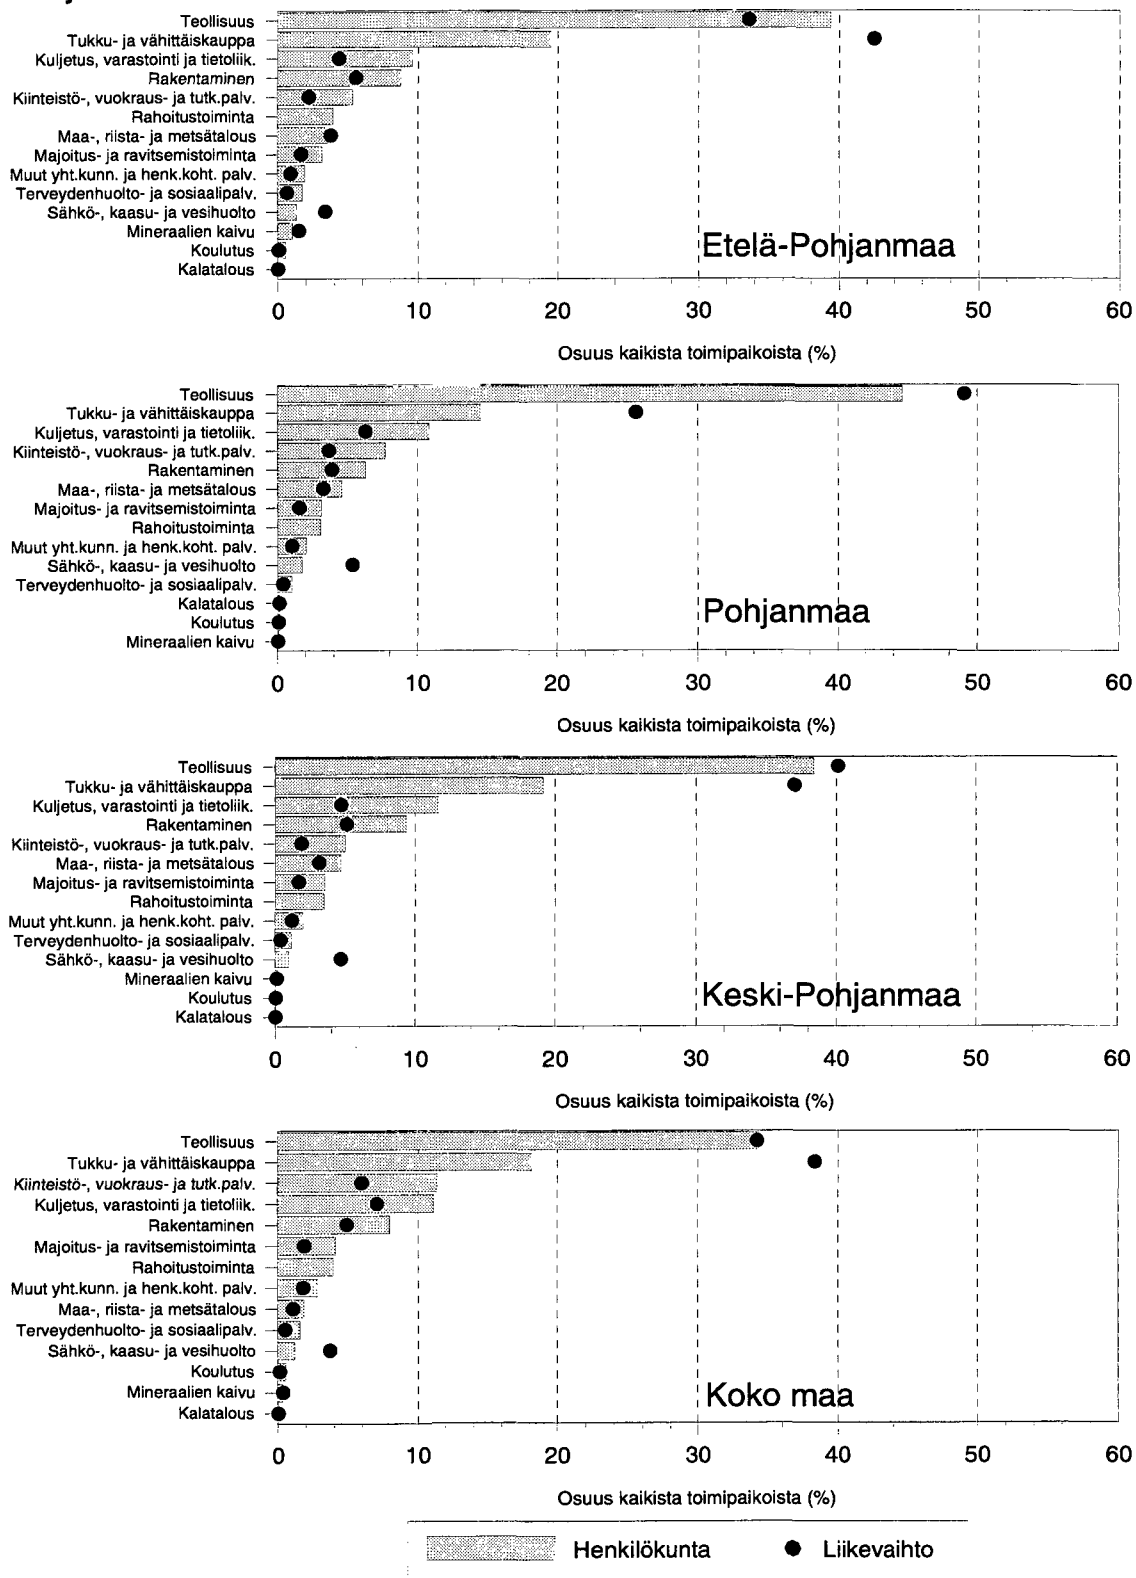 Teollisuus
Tukku- ja vähittäiskauppa
Kuljetus, varastointi ja tietoliik.
Rakentaminen
Kiinteistö-, vuokraus- ja tutk.palv.
Rahoitustoiminta
Maa-, riista- ja metsätalous
Majoitus- ja ravitsemistoiminta
Muut yht.kunn. ja henk.koht. palv.
Terveydenhuolto- ja sosiaalipalv.
Sähkö-, kaasu- ja vesihuolto
Mineraalien kaivu
Koulutus
Kalatalous
Etelä-Pohjanmaa
0 10 20 30 40 50 60
Osuus kaikista toimipaikoista (%)
Teollisuus
Tukku- ja vähittäiskauppa
Kuljetus, varastointi ja tietoliik.
Kiinteistö-, vuokraus- ja tutk.palv.
Rakentaminen
Maa-, riista- ja metsätalous
Majoitus- ja ravitsemistoiminta
Rahoitustoiminta
Muut yht.kunn. ja henk.koht. palv.
Sähkö-, kaasu- ja vesihuolto
Terveydenhuolto- ja sosiaalipalv.
Kalatalous
Koulutus
Mineraalien kaivu
Pohjanmaa
0 10 20 30 40 50 60
Osuus kaikista toimipaikoista (%)
Teollisuus
Tukku- ja vähittäiskauppa
Kuljetus, varastointi ja tietoliik.
Rakentaminen
Kiinteistö-, vuokraus- ja tutk.palv.
Maa-, riista- ja metsätalous
Majoitus- ja ravitsemistoiminta
Rahoitustoiminta
Muut yht.kunn. ja henk.koht. palv.
Terveydenhuolto- ja sosiaalipalv.
Sähkö-, kaasu- ja vesihuolto
Mineraalien kaivu
Koulutus
Kalatalous
Keski-Pohjanmaa
0 10 20 30 40 50 60
Osuus kaikista toimipaikoista (%)
Teollisuus
Tukku- ja vähittäiskauppa
Kiinteistö-, vuokraus- ja tutk.palv.
Kuljetus, varastointi ja tietoliik.
Rakentaminen
Majoitus- ja ravitsemistoiminta
Rahoitustoiminta
Muut yht.kunn. ja henk.koht. palv.
Maa-, riista- ja metsätalous
Terveydenhuolto- ja sosiaalipalv.
Sähkö-, kaasu- ja vesihuolto
Koulutus
Mineraalien kaivu
Kalatalous
Koko maa
0 10 20 30 40 50 60
Osuus kaikista toimipaikoista (%)
Henkilökunta Liikevaihto